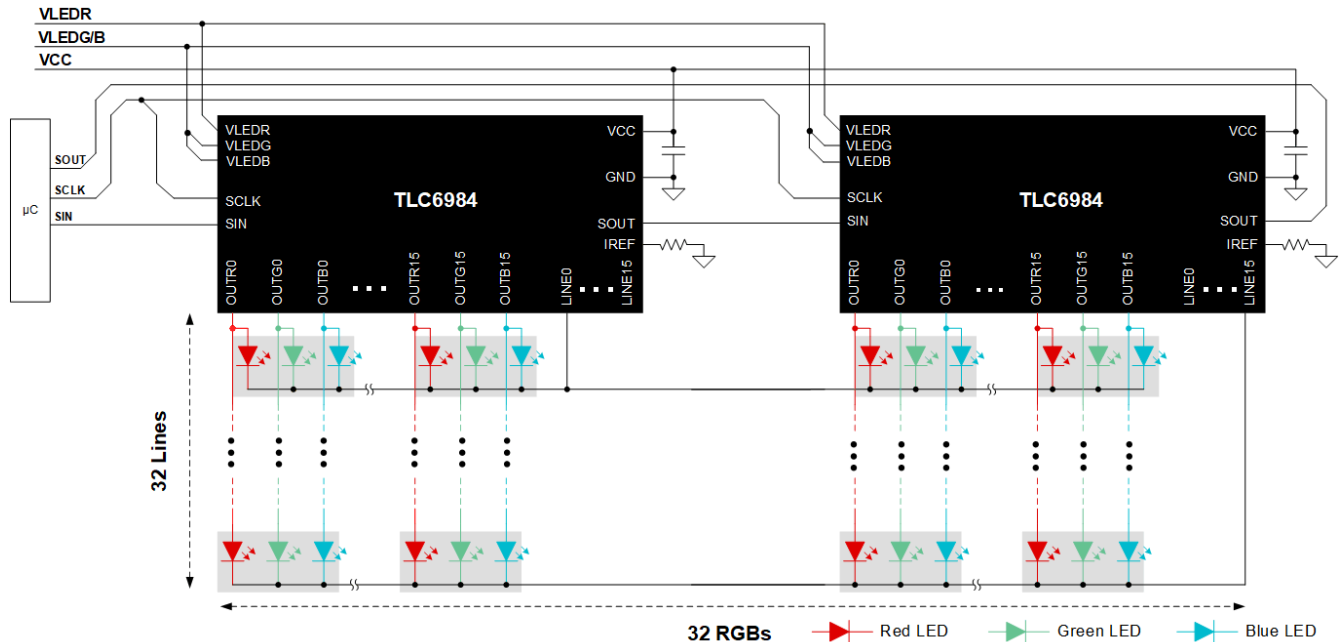 VLEDR
VLEDG/B
VCC
µC
SOUT
SCLK
SIN
VLEDR
VLEDG
VLEDB
SCLK
SIN
TLC6984
VCC
GND
SOUT
IREF
OUTR0
OUTG0
OUTB0
OUTR15
OUTG15
OUTB15
LINE0
LINE15
VLEDR
VLEDG
VLEDB
SCLK
SIN
TLC6984
VCC
GND
SOUT
IREF
OUTR0
OUTG0
OUTB0
OUTR15
OUTG15
OUTB15
LINE0
LINE15
32 Lines
32 RGBs
Red LED
Green LED
Blue LED